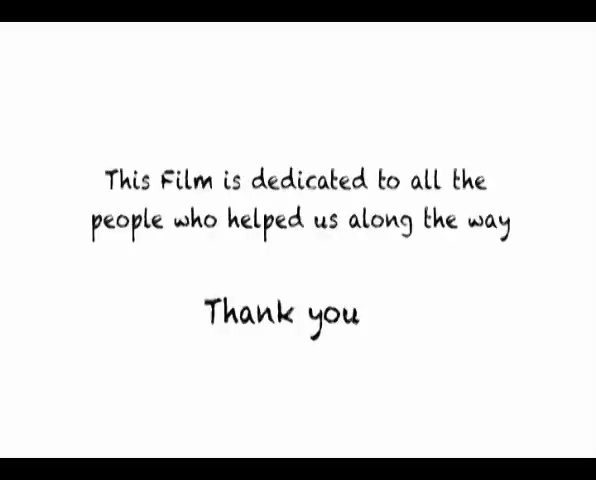 This Film is dedicated to all the
people who helped us along the way
Thank you